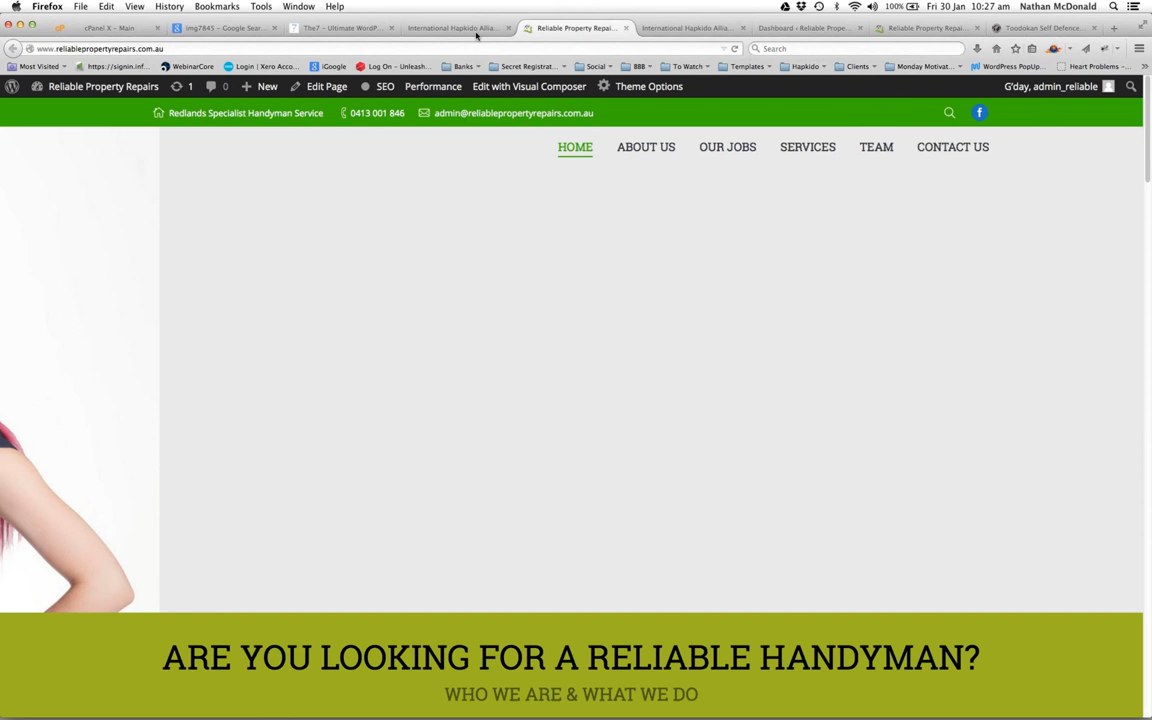 Firefox File Edit View History Bookmarks Tools Window Help 100% Fri 30 Jan 10:27 am Nathan McDonald
cPanel X – Main img7845 – Google Sear... The7 – Ultimate WordP... International Hapkido Allia... Reliable Property Repai... International Hapkido Allia... Dashboard ‹ Reliable Prope... Reliable Property Repai... Toodokan Self Defence...
www.reliablepropertyrepairs.com.au Search
Most Visited https://signin.inf... WebinarCore Login | Xero Acco... iGoogle Log On – Unleash... Banks Secret Registrat... Social BBB To Watch Templates Hapkido Clients Monday Motivat... WordPress PopUp... Heart Problems –...
Reliable Property Repairs 1 0 New Edit Page SEO Performance Edit with Visual Composer Theme Options G'day, admin_reliable
Redlands Specialist Handyman Service 0413 001 846 admin@reliablepropertyrepairs.com.au
HOME ABOUT US OUR JOBS SERVICES TEAM CONTACT US
ARE YOU LOOKING FOR A RELIABLE HANDYMAN?
WHO WE ARE & WHAT WE DO